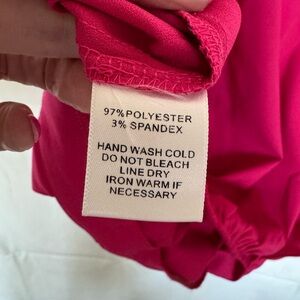 97%POLYESTER
3% SPANDEX
HAND WASH COLD
DO NOT BLEACH
LINE DRY
IRON WARM IF
NECESSARY